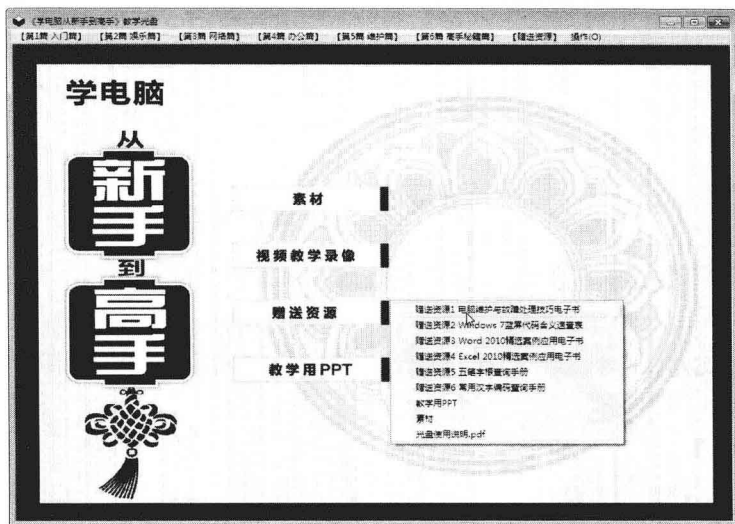 《学电脑从新手到高手》教学光盘
【第1篇 入门篇】 【第2篇 娱乐篇】 【第3篇 网络篇】 【第4篇 办公篇】 【第5篇 维护篇】 【第6篇 高手秘籍篇】 【赠送资源】 操作(O)
学电脑
从
新手
到
高手
素材
视频教学录像
赠送资源
教学用PPT
赠送资源1 电脑维护与故障处理技巧电子书
赠送资源2 Windows 7蓝屏代码含义速查表
赠送资源3 Word 2010精选案例应用电子书
赠送资源4 Excel 2010精选案例应用电子书
赠送资源5 五笔字根查询手册
赠送资源6 常用汉字编码查询手册
教学用PPT
素材
光盘使用说明.pdf